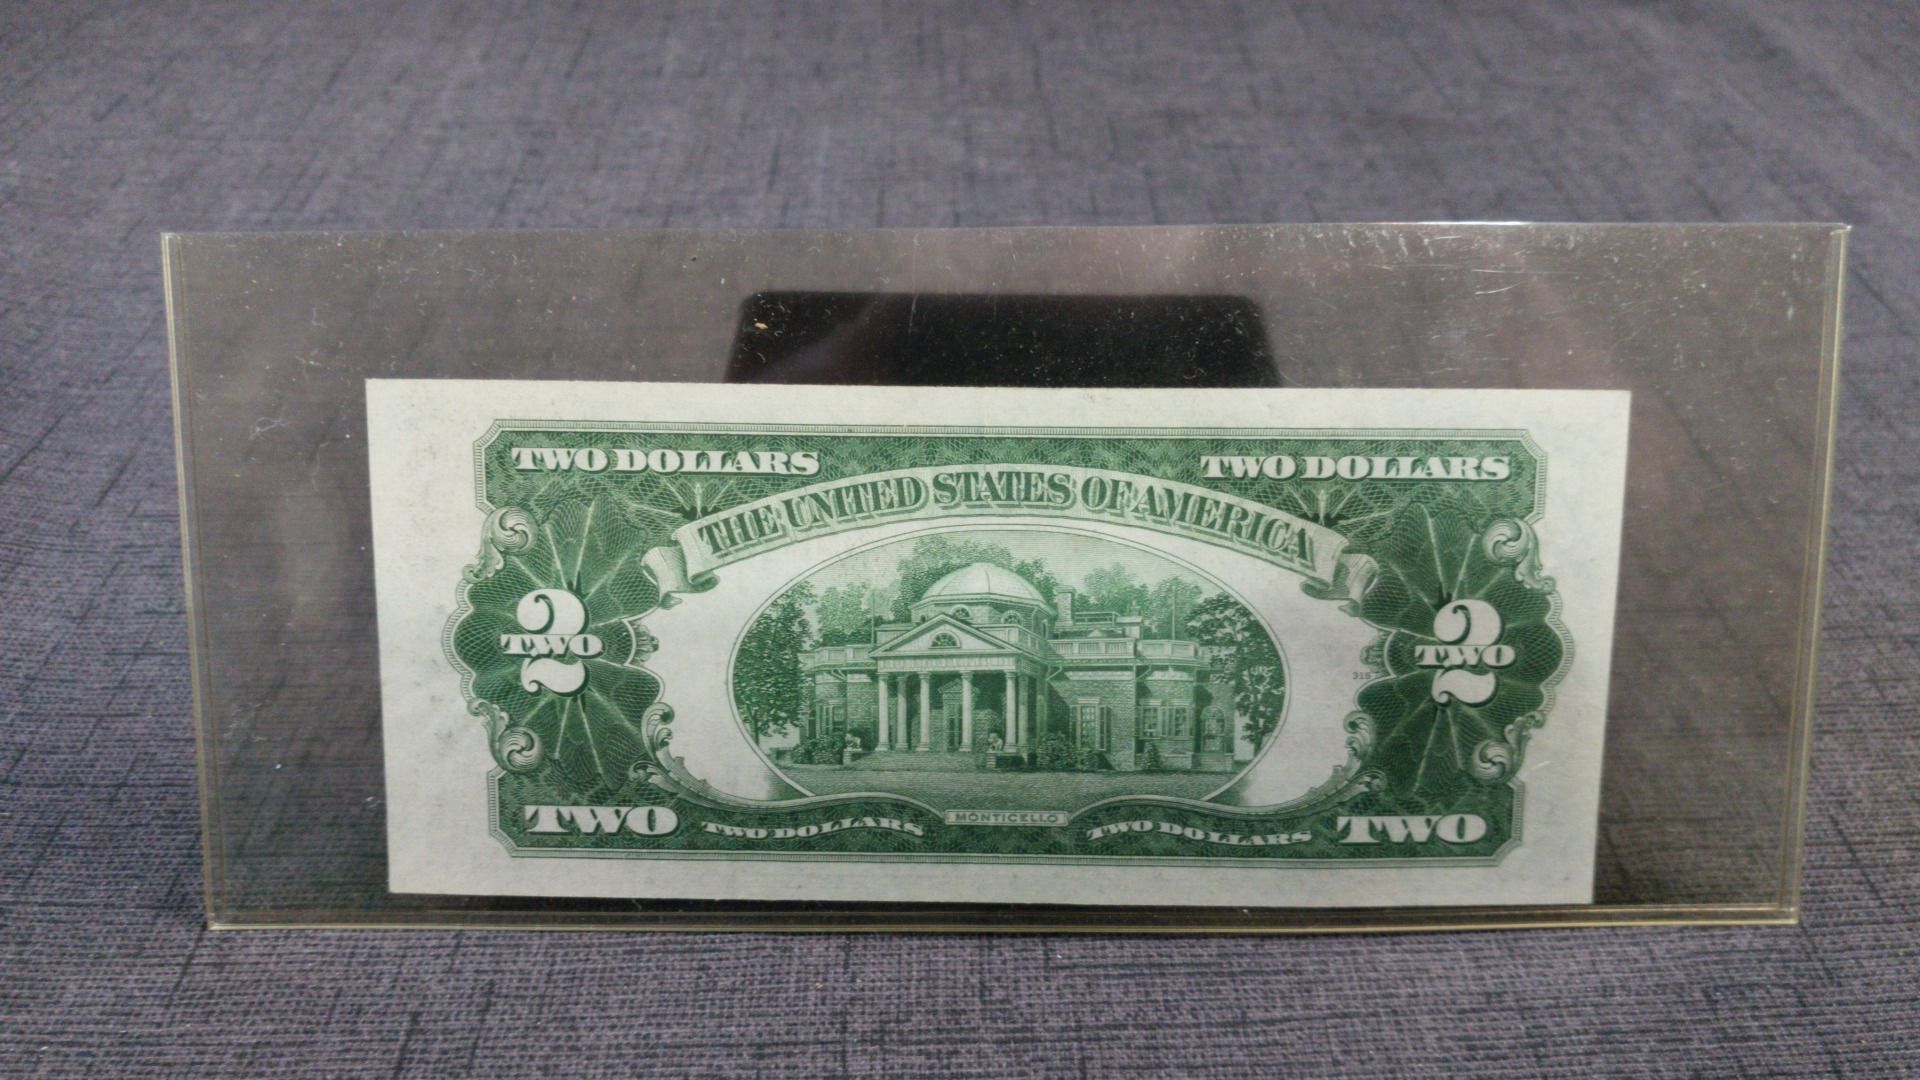 TWO DOLLARS TWO DOLLARS
THE UNITED STATES OF AMERICA
2 TWO 2 TWO
TWO TWO DOLLARS MONTICELLO TWO DOLLARS TWO